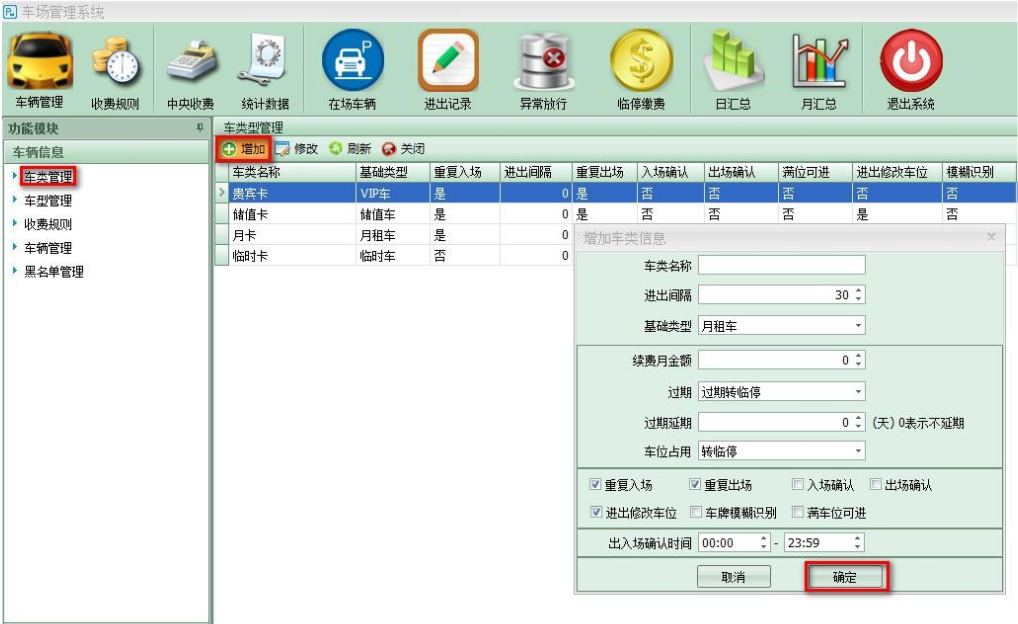 车场管理系统
车辆管理 收费规则 中央收费 统计数据 在场车辆 进出记录 异常放行 临停缴费 日汇总 月汇总 退出系统
功能模块
车辆信息
车类管理
车型管理
收费规则
车辆管理
黑名单管理
车类型管理
增加 修改 刷新 关闭
车类名称 基础类型 重复入场 进出间隔 重复出场 入场确认 出场确认 满位可进 进出修改车位 模糊识别
贵宾卡 VIP车 是 0 是 否 否 否 否 否
储值卡 储值车 是 0 是 否 否 否 是 否
月卡 月租车 是 0
临时卡 临时车 否 0
增加车类信息
车类名称
进出间隔 30
基础类型 月租车
续费月金额 0
过期 过期转临停
过期延期 0 (天) 0表示不延期
车位占用 转临停
重复入场 重复出场 入场确认 出场确认
进出修改车位 车牌模糊识别 满车位可进
出入场确认时间 00:00 - 23:59
取消 确定